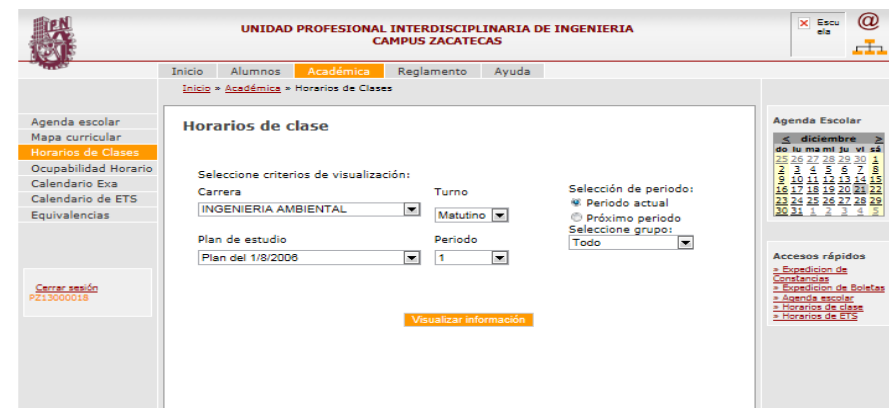 IPN
UNIDAD PROFESIONAL INTERDISCIPLINARIA DE INGENIERIA
CAMPUS ZACATECAS
Escu
ela
@
Inicio Alumnos Académica Reglamento Ayuda
Inicio » Académica » Horarios de Clases
Agenda escolar
Mapa curricular
Horarios de Clases
Ocupabilidad Horario
Calendario Exa
Calendario de ETS
Equivalencias
Cerrar sesión
PZ13000018
Horarios de clase
Seleccione criterios de visualización:
Carrera
INGENIERIA AMBIENTAL
Turno
Matutino
Plan de estudio
Plan del 1/8/2006
Periodo
1
Selección de periodo:
Periodo actual
Próximo periodo
Seleccione grupo:
Todo
Visualizar información
Agenda Escolar
< diciembre >
do lu ma mi ju vi sá
25 26 27 28 29 30 1
2 3 4 5 6 7 8
9 10 11 12 13 14 15
16 17 18 19 20 21 22
23 24 25 26 27 28 29
30 31 1 2 3 4 5
Accesos rápidos
» Expedicion de
Constancias
» Expedicion de Boletas
» Agenda escolar
» Horarios de clase
» Horarios de ETS